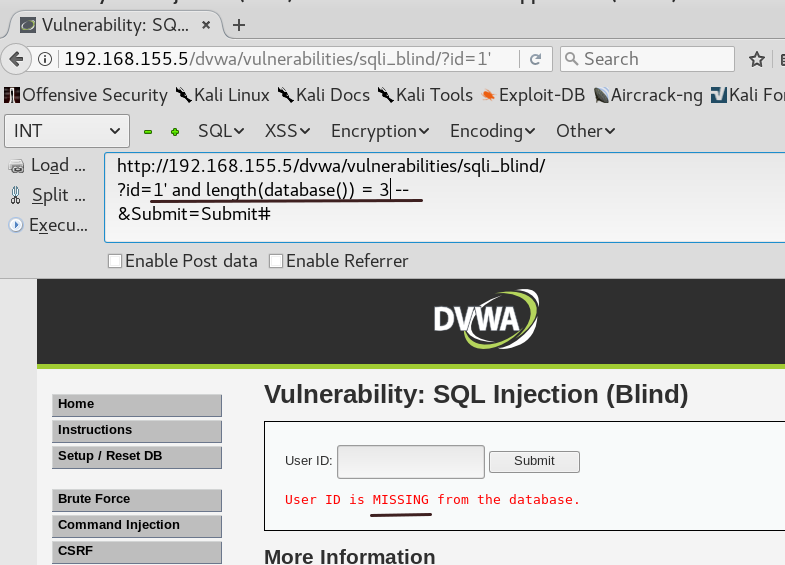 Vulnerability: SQ... × +
192.168.155.5/dvwa/vulnerabilities/sqli_blind/?id=1' Search
Offensive Security Kali Linux Kali Docs Kali Tools Exploit-DB Aircrack-ng Kali Fo
INT SQL XSS Encryption Encoding Other
Load ... http://192.168.155.5/dvwa/vulnerabilities/sqli_blind/
Split ... ?id=1' and length(database()) = 3 --
Execu... &Submit=Submit#
Enable Post data Enable Referrer
DVWA
Home
Instructions
Setup / Reset DB
Brute Force
Command Injection
CSRF
Vulnerability: SQL Injection (Blind)
User ID: Submit
User ID is MISSING from the database.
More Information